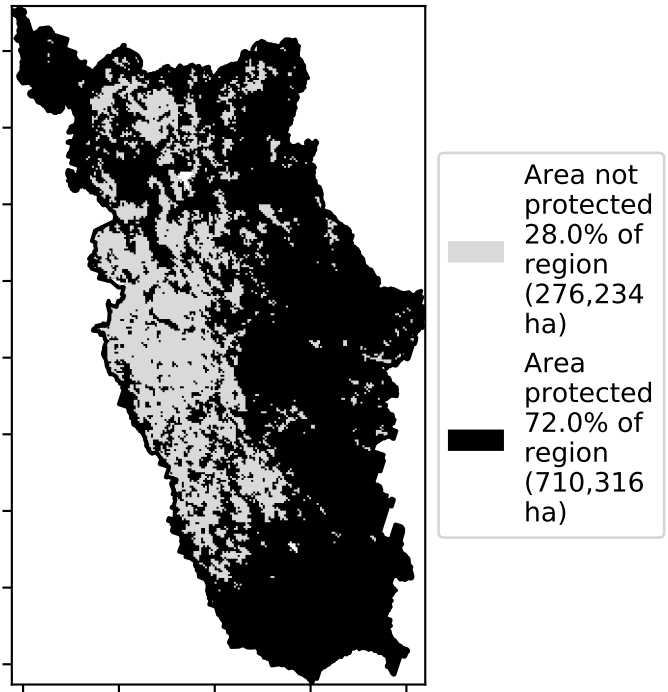 Area not
protected
28.0% of
region
(276,234
ha)
Area
protected
72.0% of
region
(710,316
ha)